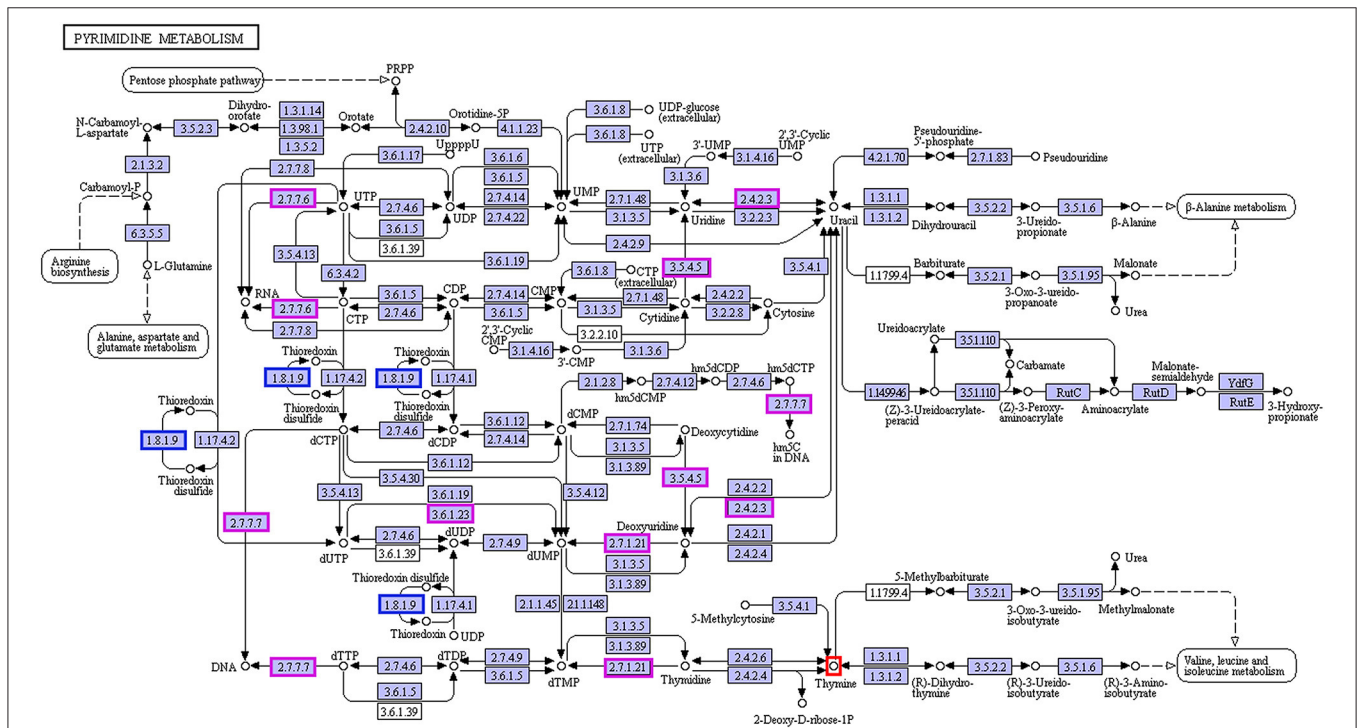 PYRIMIDINE METABOLISM
Pentose phosphate pathway
PRPP
N-Carbamoyl-
L-aspartate
3.5.2.3
Dihydro-
orotate
1.3.1.14
1.3.98.1
1.3.5.2
Orotate
2.4.2.10
Orotidine-5P
4.1.1.23
3.6.1.8
UDP-glucose
(extracellular)
3.6.1.8
UTP
(extracellular)
3'-UMP
3.1.4.16
2',3'-Cyclic
UMP
3.1.3.6
Pseudouridine-
5'-phosphate
4.2.1.70
2.7.1.83
Pseudouridine
2.1.3.2
Carbamoyl-P
6.3.5.5
Arginine
biosynthesis
L-Glutamine
Alanine, aspartate and
glutamate metabolism
3.6.1.17
UppppU
2.7.7.8
3.6.1.6
3.6.1.5
2.7.4.14
2.7.4.22
2.7.7.6
UTP
2.7.4.6
UDP
3.6.1.5
3.6.1.39
UMP
2.7.1.48
3.1.3.5
Uridine
2.4.2.3
3.2.2.3
Uracil
2.4.2.9
3.6.1.19
1.3.1.1
1.3.1.2
Dihydrouracil
3.5.2.2
3-Ureido-
propionate
3.5.1.6
β-Alanine
β-Alanine metabolism
3.5.4.13
6.3.4.2
3.6.1.8
CTP
(extracellular)
3.5.4.5
3.5.4.1
1.17.99.4
Barbiturate
3.5.2.1
3-Oxo-3-ureido-
propanoate
3.5.1.95
Malonate
Urea
RNA
2.7.7.6
CTP
3.6.1.5
2.7.4.6
CDP
2.7.4.14
3.6.1.5
CMP
2.7.1.48
3.1.3.5
Cytidine
2.4.2.2
3.2.2.8
Cytosine
2.7.7.8
3.2.2.10
2',3'-Cyclic
CMP
3.1.4.16
3'-CMP
3.1.3.6
Ureidoacrylate
3.5.1.110
Carbamate
1.14.99.46
(Z)-3-Ureidoacrylate-
peracid
3.5.1.110
(Z)-3-Peroxy-
aminoacrylate
RutC
Aminoacrylate
RutD
Malonate-
semialdehyde
YdfG
RutE
3-Hydroxy-
propionate
Thioredoxin
1.8.1.9
1.17.4.2
Thioredoxin
disulfide
Thioredoxin
1.8.1.9
1.17.4.1
Thioredoxin
disulfide
Thioredoxin
1.8.1.9
1.17.4.2
Thioredoxin
disulfide
2.1.2.8
hm5dCMP
2.7.4.12
hm5dCDP
2.7.4.6
hm5dCTP
2.7.7.7
hm5C
in DNA
dCTP
2.7.4.6
dCDP
3.6.1.12
2.7.4.14
dCMP
2.7.1.74
3.1.3.5
3.1.3.89
Deoxycytidine
3.6.1.12
3.5.4.5
3.5.4.13
3.5.4.30
3.5.4.12
3.6.1.19
3.6.1.23
2.4.2.2
2.4.2.3
2.7.7.7
dUTP
2.7.4.6
3.6.1.39
dUDP
2.7.4.9
dUMP
2.7.1.21
3.1.3.5
3.1.3.89
Deoxyuridine
2.4.2.1
2.4.2.4
Thioredoxin disulfide
1.8.1.9
1.17.4.1
Thioredoxin
UDP
2.1.1.45
2.1.1.148
5-Methylcytosine
3.5.4.1
1.17.99.4
5-Methylbarbiturate
3.5.2.1
3-Oxo-3-ureido-
isobutyrate
3.5.1.95
Methylmalonate
Urea
DNA
2.7.7.7
dTTP
2.7.4.6
dTDP
3.6.1.5
3.6.1.39
2.7.4.9
3.6.1.5
dTMP
3.1.3.5
3.1.3.89
2.7.1.21
Thymidine
2.4.2.6
2.4.2.4
Thymine
2-Deoxy-D-ribose-1P
1.3.1.1
1.3.1.2
(R)-Dihydro-
thymine
3.5.2.2
(R)-3-Ureido-
isobutyrate
3.5.1.6
(R)-3-Amino-
isobutyrate
Valine, leucine and
isoleucine metabolism